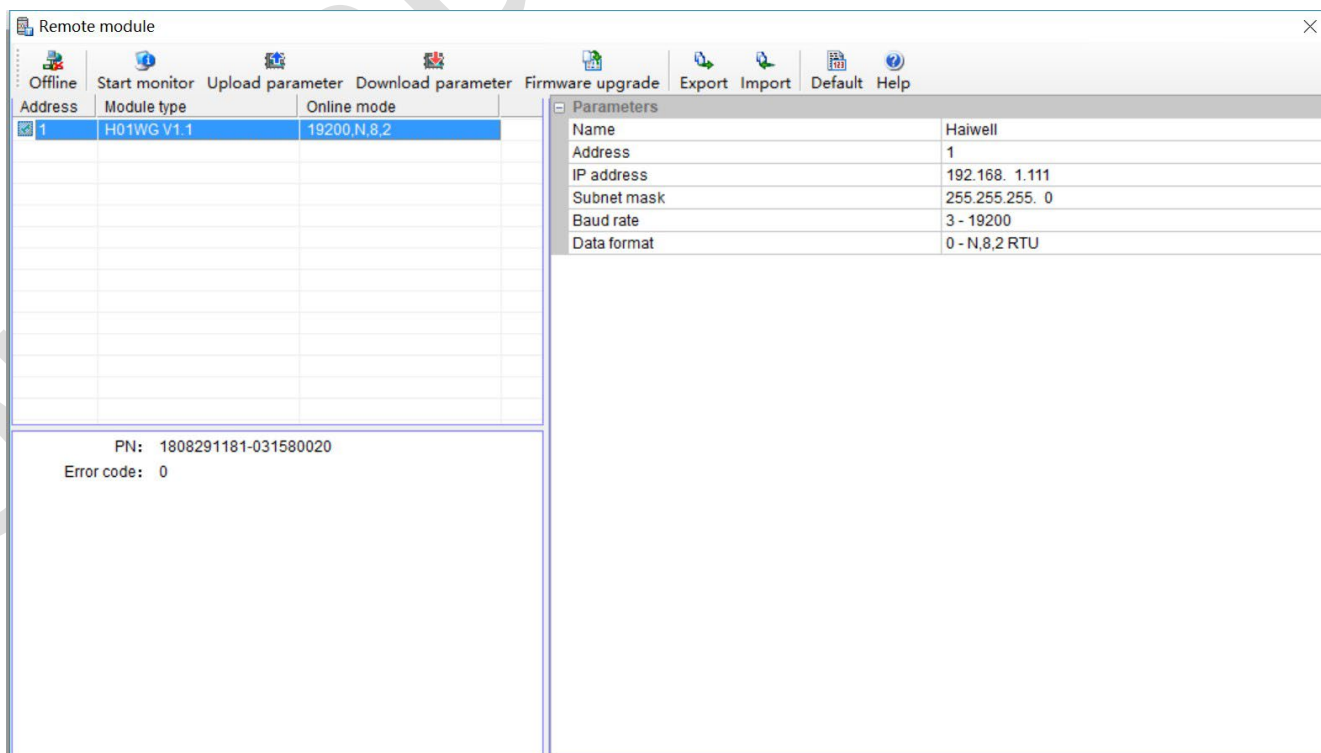 Remote module
Offline Start monitor Upload parameter Download parameter Firmware upgrade Export Import Default Help
Address Module type Online mode
1 H01WG V1.1 19200,N,8,2
PN: 1808291181-031580020
Error code: 0
Parameters
Name Haiwell
Address 1
IP address 192.168. 1.111
Subnet mask 255.255.255. 0
Baud rate 3 - 19200
Data format 0 - N,8,2 RTU